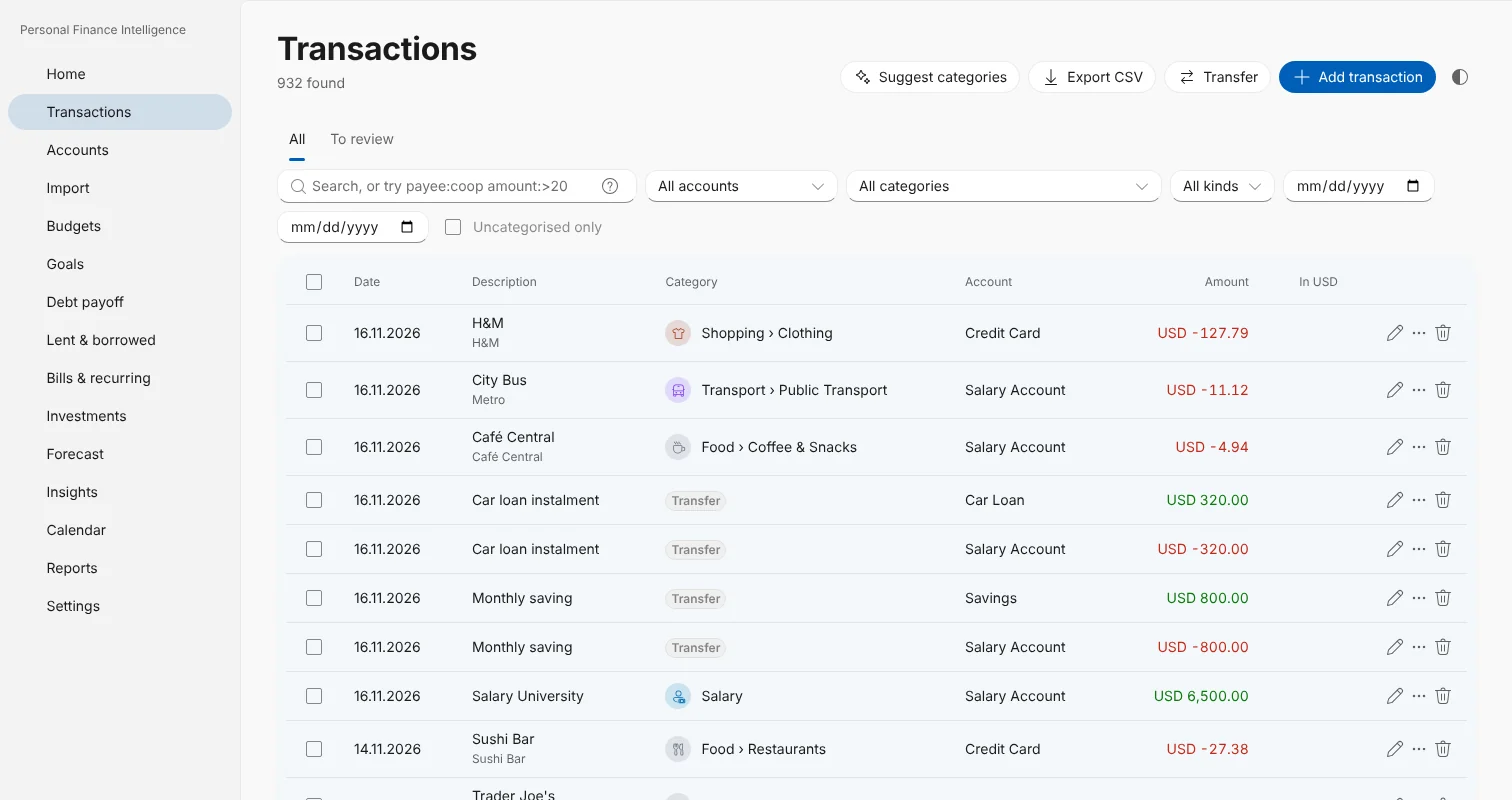 Personal Finance Intelligence
Home
Transactions
Accounts
Import
Budgets
Goals
Debt payoff
Lent & borrowed
Bills & recurring
Investments
Forecast
Insights
Calendar
Reports
Settings
Transactions
932 found
Suggest categories
Export CSV
Transfer
Add transaction
All To review
Search, or try payee:coop amount:>20 ? All accounts All categories All kinds mm/dd/yyyy
mm/dd/yyyy Uncategorised only
Date Description Category Account Amount In USD
16.11.2026 H&M Shopping › Clothing Credit Card USD -127.79
H&M
16.11.2026 City Bus Transport › Public Transport Salary Account USD -11.12
Metro
16.11.2026 Café Central Food › Coffee & Snacks Salary Account USD -4.94
Café Central
16.11.2026 Car loan instalment Transfer Car Loan USD 320.00
16.11.2026 Car loan instalment Transfer Salary Account USD -320.00
16.11.2026 Monthly saving Transfer Savings USD 800.00
16.11.2026 Monthly saving Transfer Salary Account USD -800.00
16.11.2026 Salary University Salary Salary Account USD 6,500.00
14.11.2026 Sushi Bar Food › Restaurants Credit Card USD -27.38
Sushi Bar
Trader Joe's